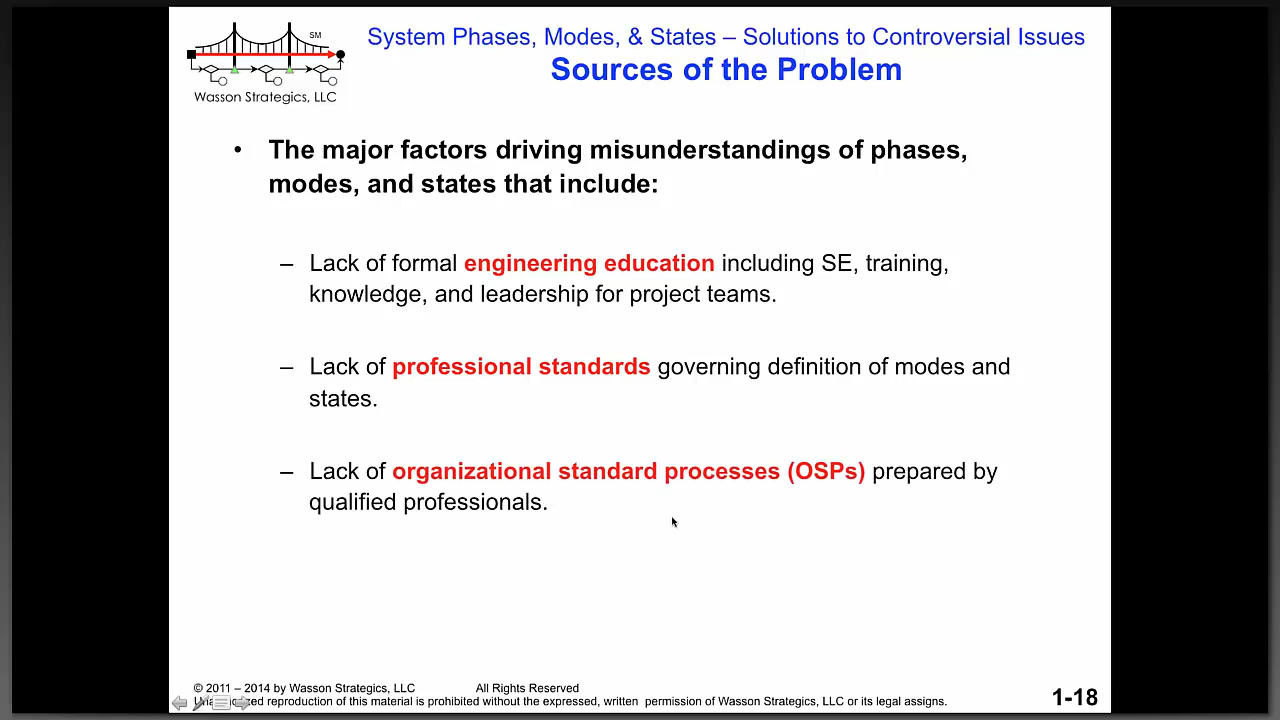 SM
Wasson Strategics, LLC
System Phases, Modes, & States – Solutions to Controversial Issues
Sources of the Problem
• The major factors driving misunderstandings of phases,
modes, and states that include:
– Lack of formal engineering education including SE, training,
knowledge, and leadership for project teams.
– Lack of professional standards governing definition of modes and
states.
– Lack of organizational standard processes (OSPs) prepared by
qualified professionals.
© 2011 – 2014 by Wasson Strategics, LLC All Rights Reserved
reproduction of this material is prohibited without the expressed, written permission of Wasson Strategics, LLC or its legal assigns.
1-18